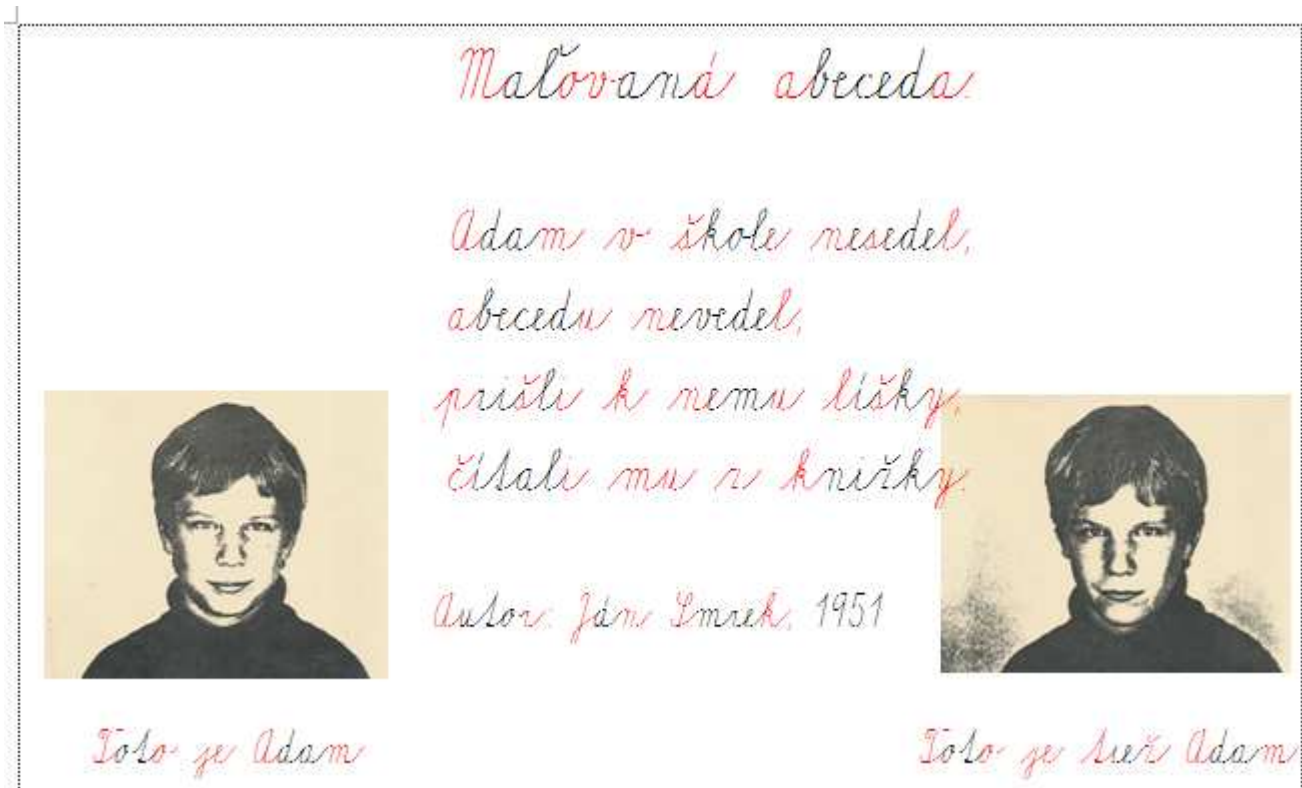 Maľovaná abeceda.
Adam v škole nesedel,
abecedu nevedel,
prišli k nemu líšky,
čítali mu z knižky.
Autor: Ján Smrek, 1951
Toto je Adam
Toto je tiež Adam